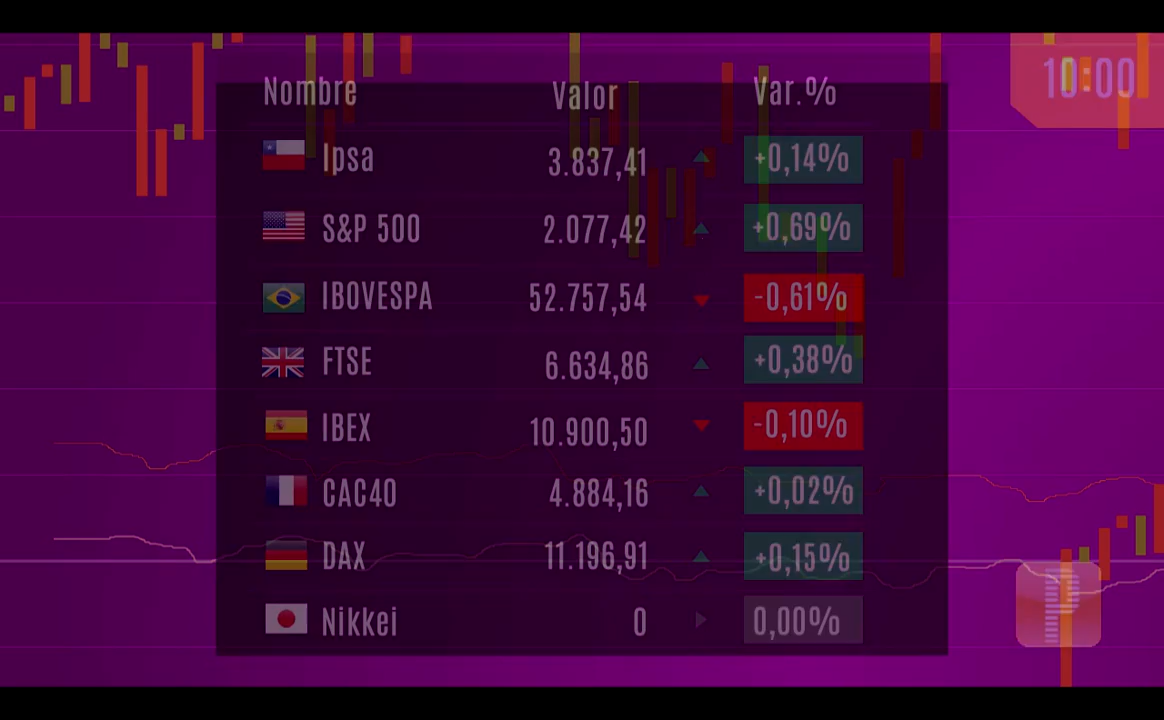 10:00
Nombre Valor Var.%
Ipsa 3.837,41 +0,14%
S&P 500 2.077,42 +0,69%
IBOVESPA 52.757,54 -0,61%
FTSE 6.634,86 +0,38%
IBEX 10.900,50 -0,10%
CAC40 4.884,16 +0,02%
DAX 11.196,91 +0,15%
Nikkei 0 0,00%
P